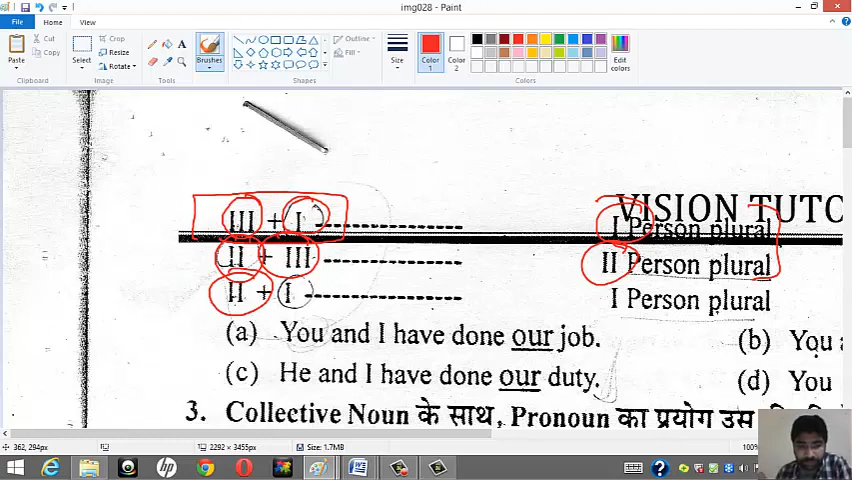 img028 - Paint
File Home View
Cut
Copy
Paste
Clipboard
Select
Crop
Resize
Rotate
Image
Tools
Brushes
Shapes
Outline
Fill
Size
Color 1
Color 2
Edit colors
Colors
VISION TUTO
III + I ---------------- I Person plural
II + III ---------------- II Person plural
II + I ---------------- I Person plural
(a) You and I have done our job. (b) You
(c) He and I have done our duty. (d) You
3. Collective Noun के साथ, Pronoun का प्रयोग उस
362, 294px
2292 × 3455px
Size: 1.7MB
100%
hp